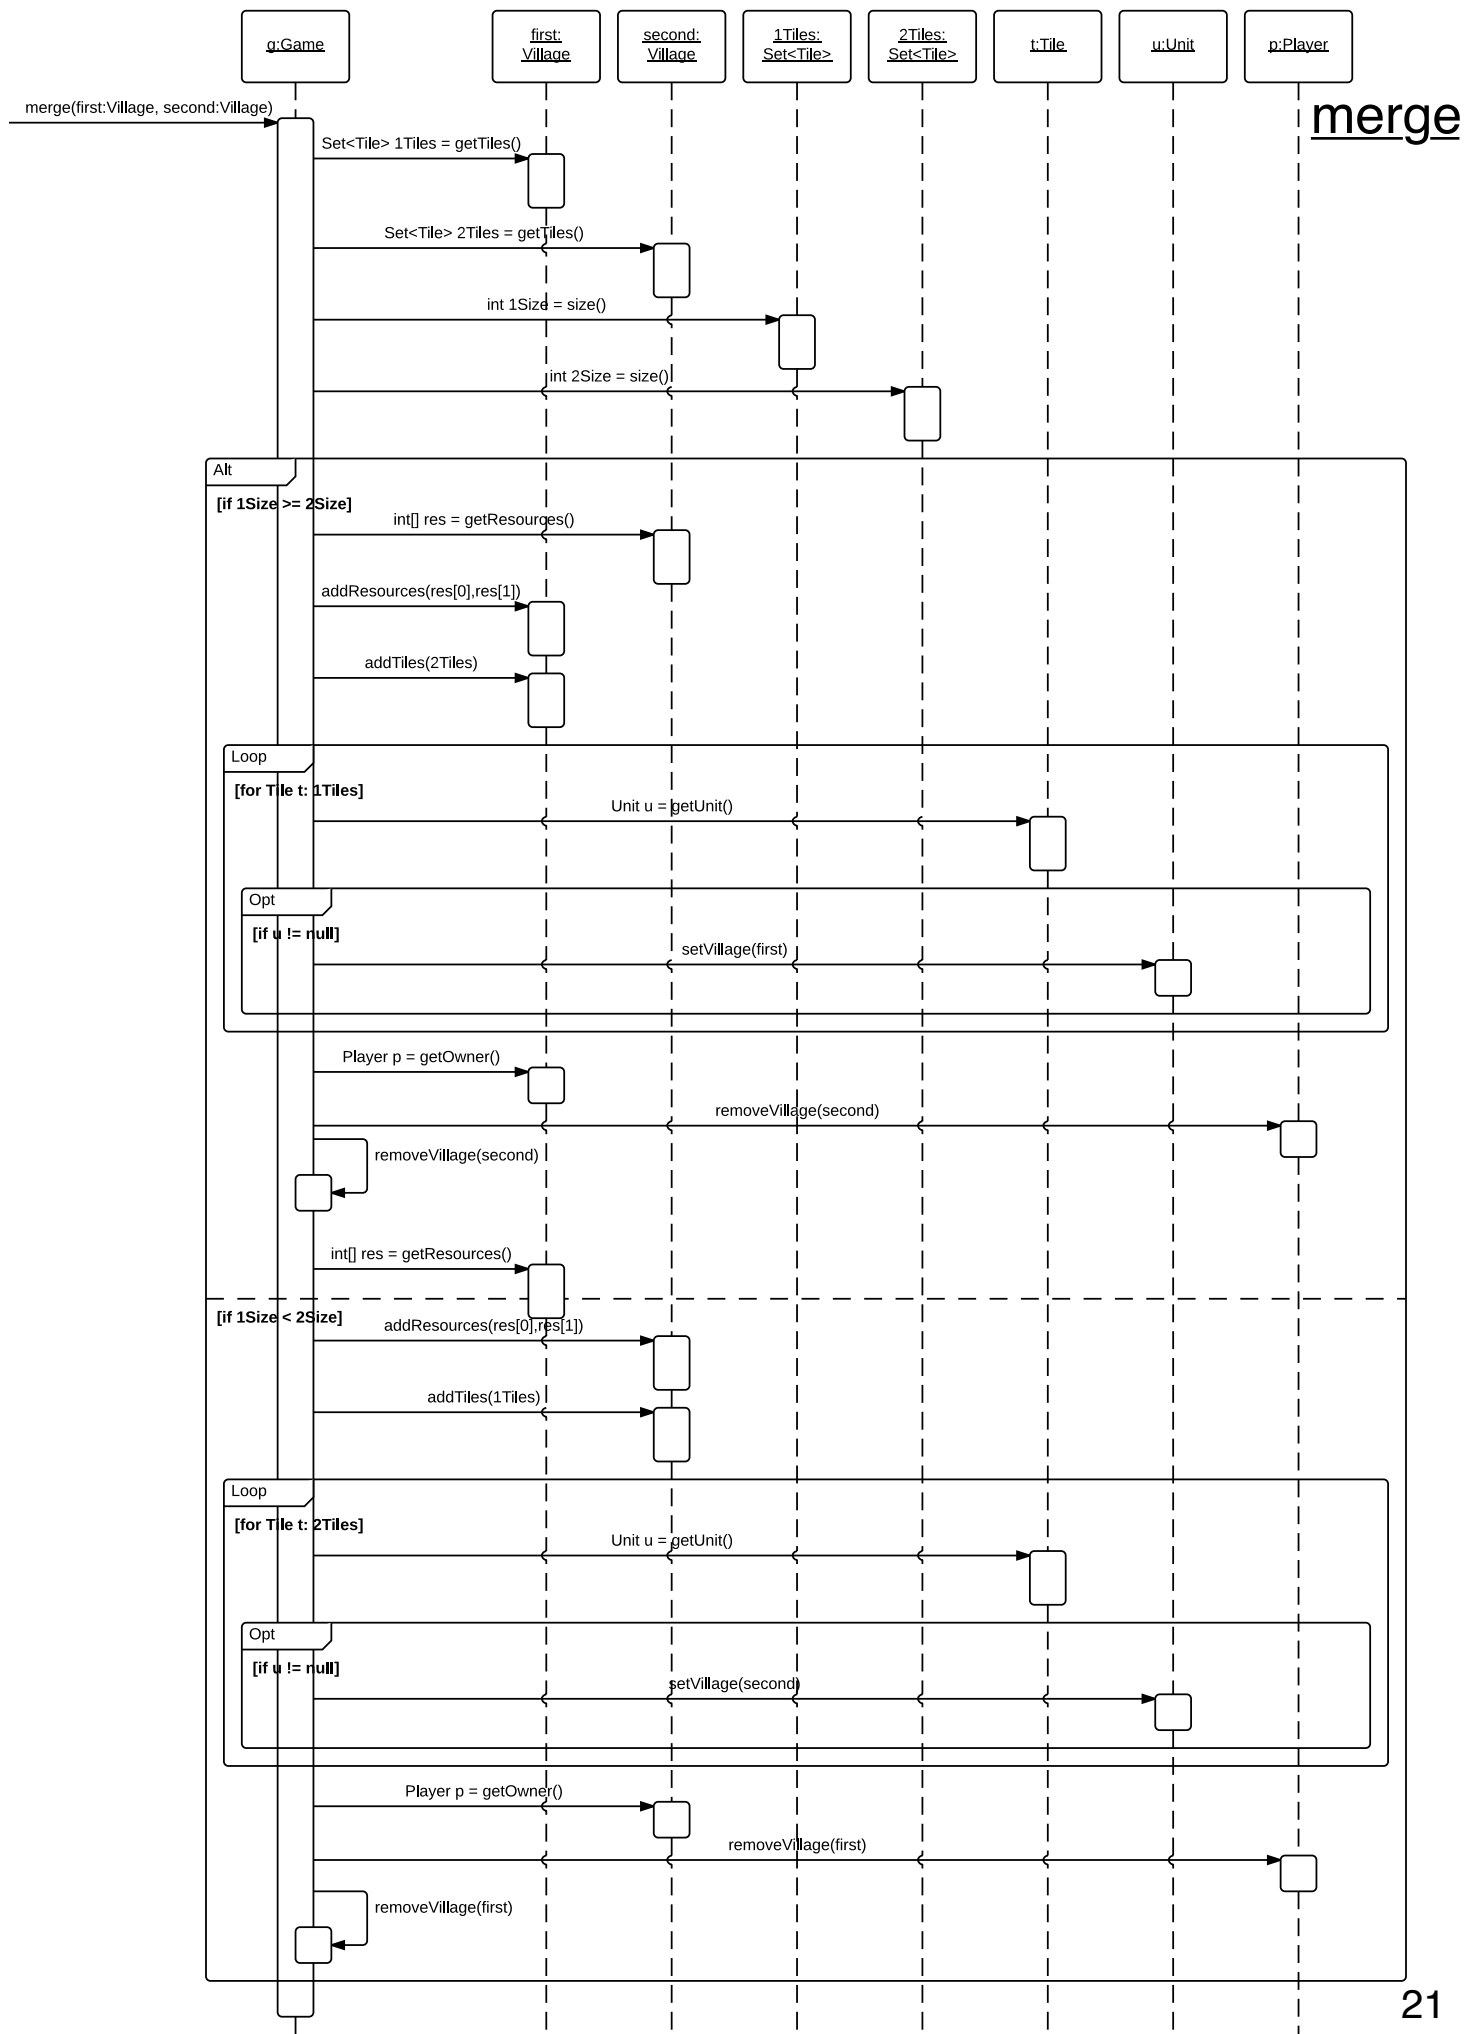 g:Game
first:
Village
second:
Village
1Tiles:
Set<Tile>
2Tiles:
Set<Tile>
t:Tile
u:Unit
p:Player
merge
merge(first:Village, second:Village)
Set<Tile> 1Tiles = getTiles()
Set<Tile> 2Tiles = getTiles()
int 1Size = size()
int 2Size = size()
Alt
[if 1Size >= 2Size]
int[] res = getResources()
addResources(res[0],res[1])
addTiles(2Tiles)
Loop
[for Tile t: 1Tiles]
Unit u = getUnit()
Opt
[if u != null]
setVillage(first)
Player p = getOwner()
removeVillage(second)
removeVillage(second)
int[] res = getResources()
[if 1Size < 2Size]
addResources(res[0],res[1])
addTiles(1Tiles)
Loop
[for Tile t: 2Tiles]
Unit u = getUnit()
Opt
[if u != null]
setVillage(second)
Player p = getOwner()
removeVillage(first)
removeVillage(first)
21